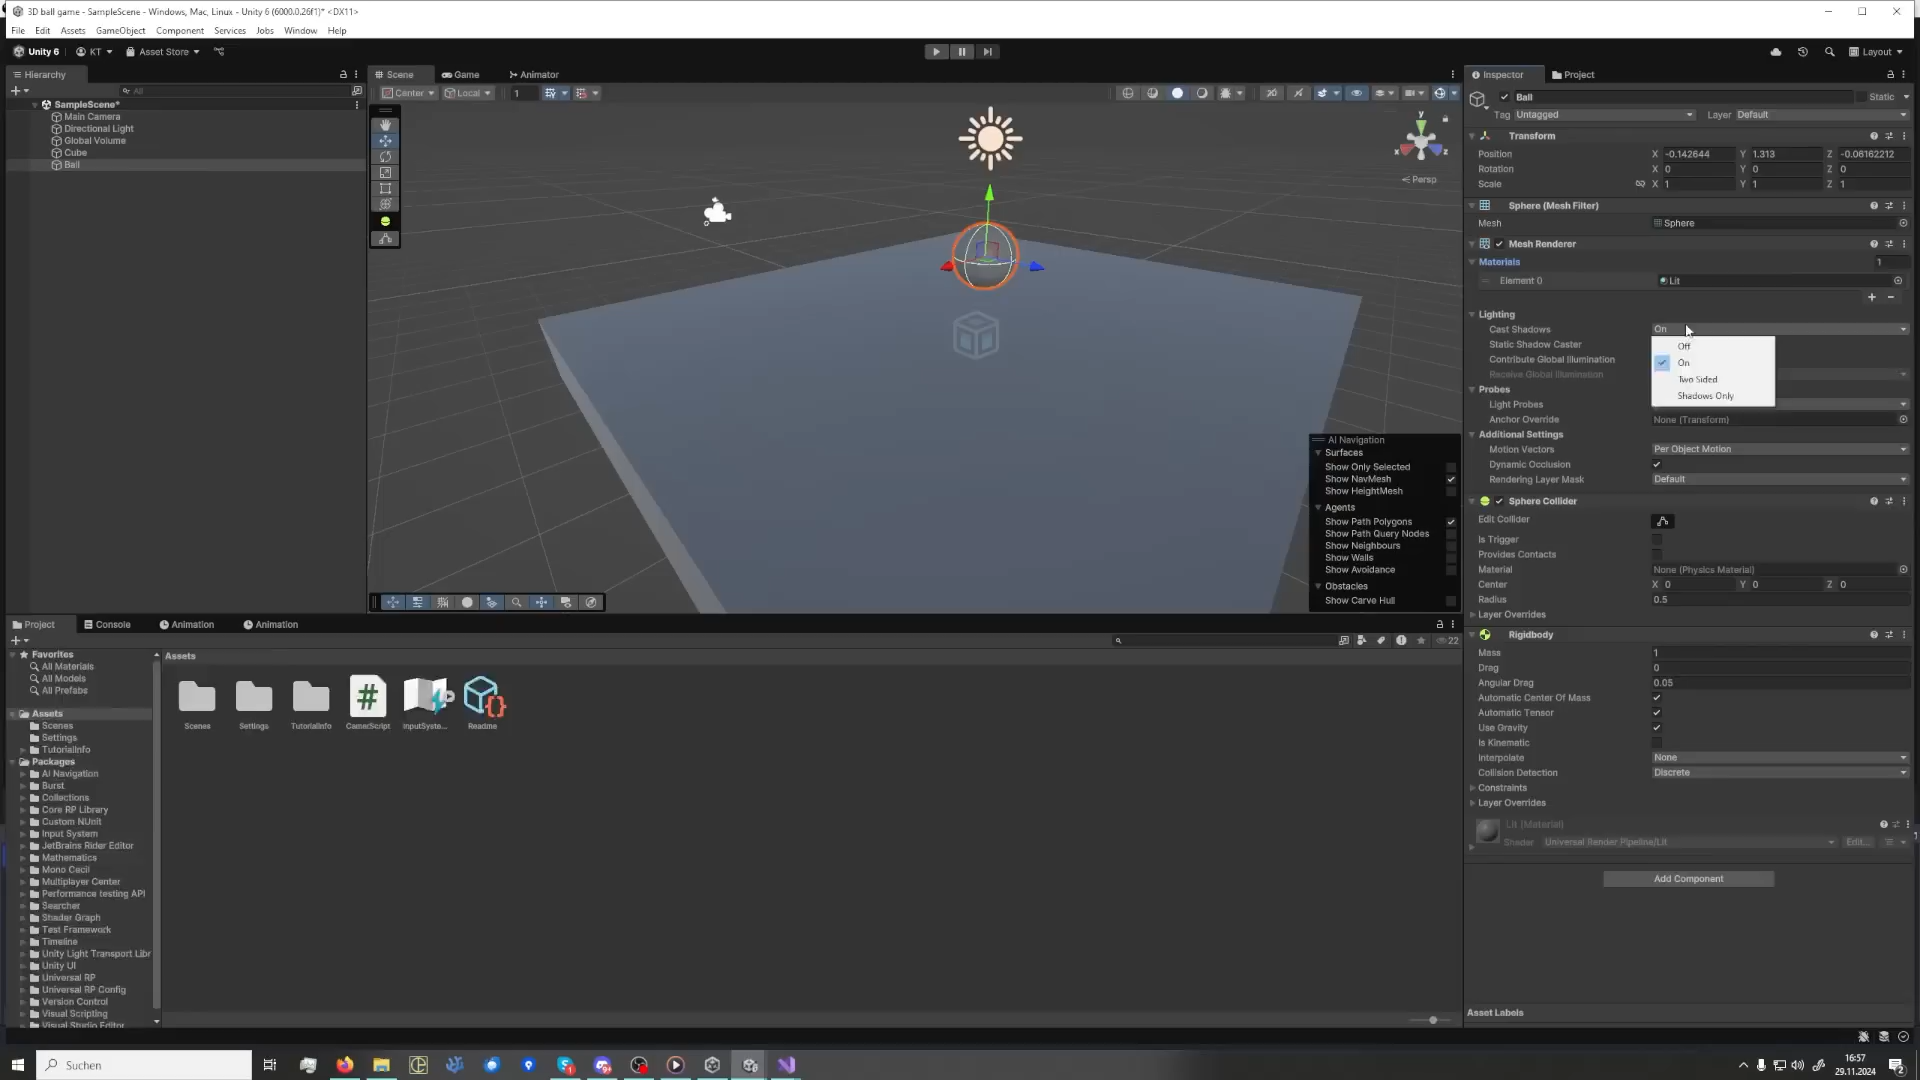 3D ball game - SampleScene - Windows, Mac, Linux - Unity 6 (6000.0.26f1)* <DX11>
File Edit Assets GameObject Component Services Jobs Window Help
Unity 6 KT Asset Store Layout
Hierarchy
All
SampleScene*
Main Camera
Directional Light
Global Volume
Cube
Ball
Scene Game Animator
Center Local 1 2D
y
x z
Persp
AI Navigation
Surfaces
Show Only Selected
Show NavMesh
Show HeightMesh
Agents
Show Path Polygons
Show Path Query Nodes
Show Neighbours
Show Walls
Show Avoidance
Obstacles
Show Carve Hull
Inspector Project
Ball Static
Tag Untagged Layer Default
Transform
Position X -0.142644 Y 1.313 Z -0.06162212
Rotation X 0 Y 0 Z 0
Scale X 1 Y 1 Z 1
Sphere (Mesh Filter)
Mesh Sphere
Mesh Renderer
Materials 1
Element 0 Lit
Lighting
Cast Shadows On
Static Shadow Caster
Contribute Global Illumination
Receive Global Illumination
Off
On
Two Sided
Shadows Only
Probes
Light Probes
Anchor Override None (Transform)
Additional Settings
Motion Vectors Per Object Motion
Dynamic Occlusion
Rendering Layer Mask Default
Sphere Collider
Edit Collider
Is Trigger
Provides Contacts
Material None (Physics Material)
Center X 0 Y 0 Z 0
Radius 0.5
Layer Overrides
Rigidbody
Mass 1
Drag 0
Angular Drag 0.05
Automatic Center Of Mass
Automatic Tensor
Use Gravity
Is Kinematic
Interpolate None
Collision Detection Discrete
Constraints
Layer Overrides
Lit (Material)
Shader Universal Render Pipeline/Lit Edit...
Add Component
Asset Labels
Project Console Animation Animation
22
Favorites
All Materials
All Models
All Prefabs
Assets
Scenes
Settings
TutorialInfo
Packages
AI Navigation
Burst
Collections
Core RP Library
Custom NUnit
Input System
JetBrains Rider Editor
Mathematics
Mono Cecil
Multiplayer Center
Performance testing API
Searcher
Shader Graph
Test Framework
Timeline
Unity Light Transport Libr
Unity UI
Universal RP
Universal RP Config
Version Control
Visual Scripting
Visual Studio Editor
Assets
Scenes Settings TutorialInfo CamerScript InputSyste... Readme
Suchen
16:57
29.11.2024